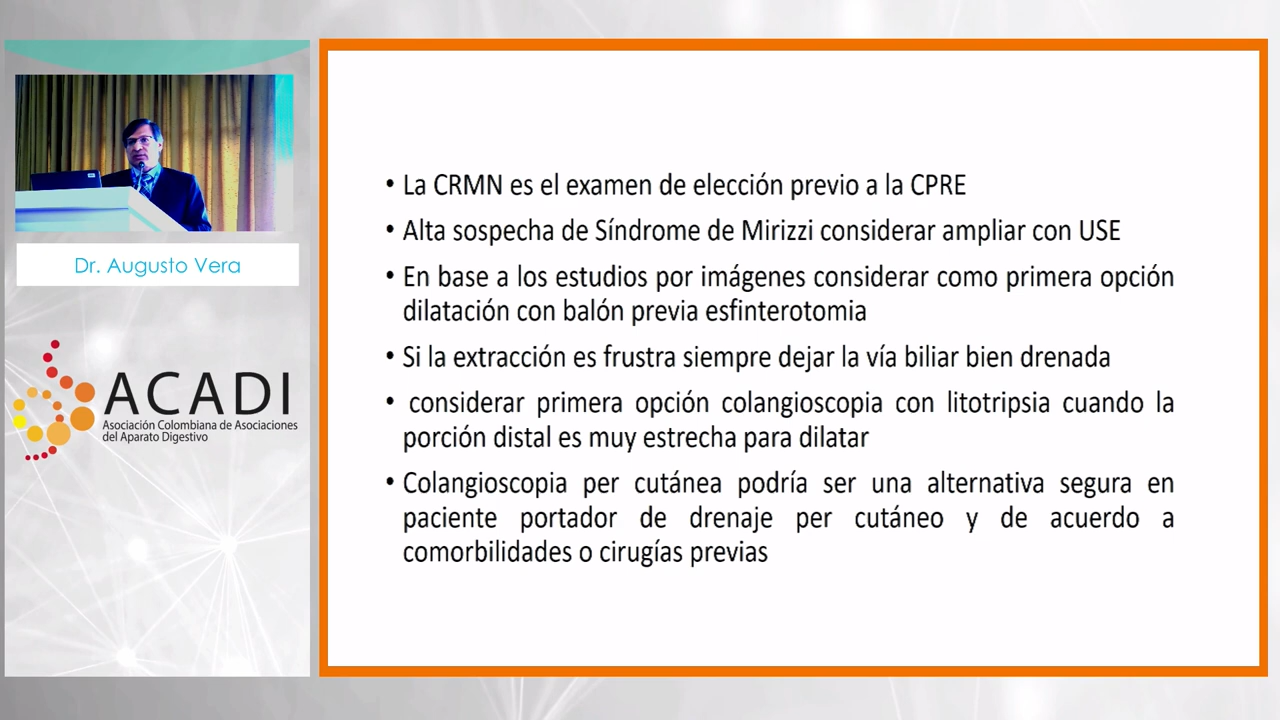 Dr. Augusto Vera
ACADI
Asociación Colombiana de Asociaciones
del Aparato Digestivo
• La CRMN es el examen de elección previo a la CPRE
• Alta sospecha de Síndrome de Mirizzi considerar ampliar con USE
• En base a los estudios por imágenes considerar como primera opción
dilatación con balón previa esfinterotomia
• Si la extracción es frustra siempre dejar la vía biliar bien drenada
• considerar primera opción colangioscopia con litotripsia cuando la
porción distal es muy estrecha para dilatar
• Colangioscopia per cutánea podría ser una alternativa segura en
paciente portador de drenaje per cutáneo y de acuerdo a
comorbilidades o cirugías previas